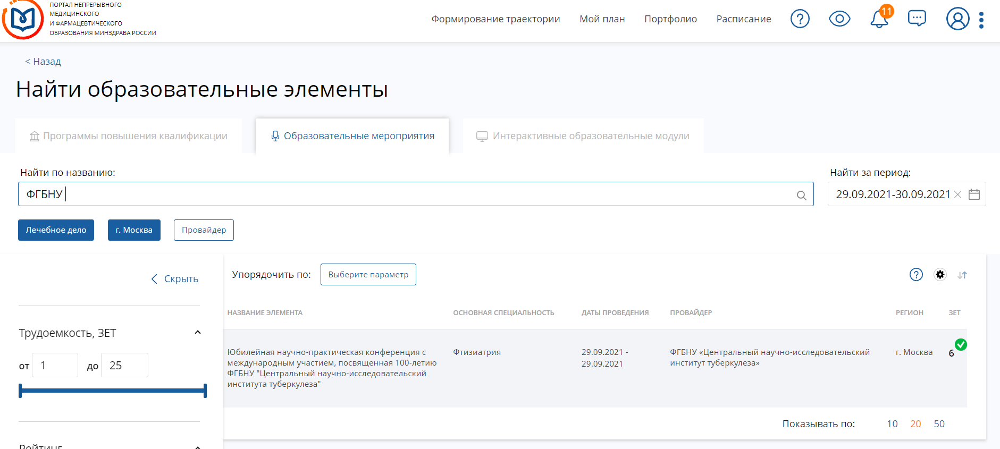 ПОРТАЛ НЕПРЕРЫВНОГО
МЕДИЦИНСКОГО
И ФАРМАЦЕВТИЧЕСКОГО
ОБРАЗОВАНИЯ МИНЗДРАВА РОССИИ
Формирование траектории
Мой план
Портфолио
Расписание
11
< Назад
Найти образовательные элементы
Программы повышения квалификации
Образовательные мероприятия
Интерактивные образовательные модули
Найти по названию:
Найти за период:
ФГБНУ
29.09.2021-30.09.2021
Лечебное дело
г. Москва
Провайдер
Скрыть
Упорядочить по:
Выберите параметр
НАЗВАНИЕ ЭЛЕМЕНТА
ОСНОВНАЯ СПЕЦИАЛЬНОСТЬ
ДАТЫ ПРОВЕДЕНИЯ
ПРОВАЙДЕР
РЕГИОН
ЗЕТ
Трудоемкость, ЗЕТ
от 1 до 25
Юбилейная научно-практическая конференция с
международным участием, посвященная 100-летию
ФГБНУ "Центральный научно-исследовательский
института туберкулеза"
Фтизиатрия
29.09.2021 -
29.09.2021
ФГБНУ «Центральный научно-исследовательский
институт туберкулеза»
г. Москва
6
Показывать по: 10 20 50
Рейтинг